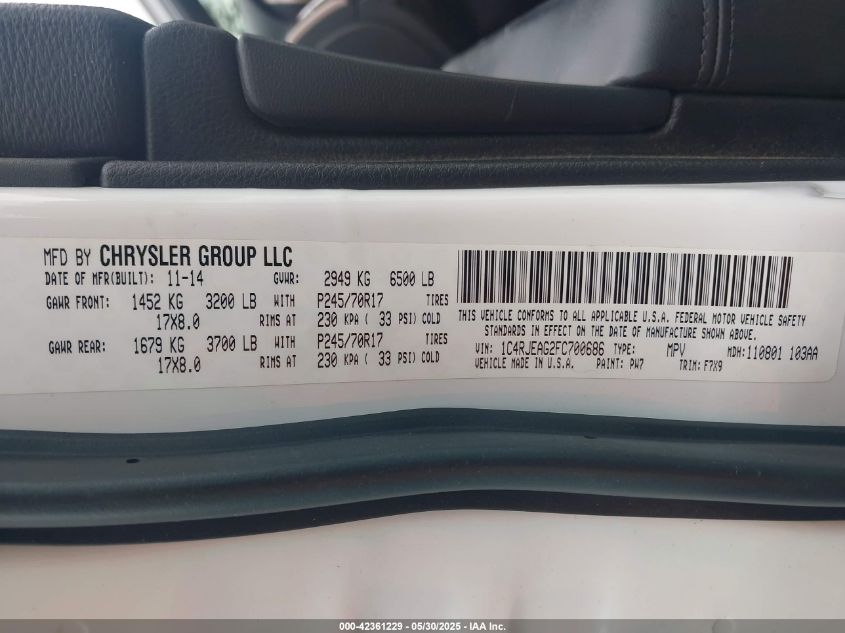 MFD BY CHRYSLER GROUP LLC
DATE OF MFR(BUILT): 11-14 GVWR: 2949 KG 6500 LB
GAWR FRONT: 1452 KG 3200 LB WITH P245/70R17 TIRES
17X8.0 RIMS AT 230 KPA ( 33 PSI) COLD
GAWR REAR: 1679 KG 3700 LB WITH P245/70R17 TIRES
17X8.0 RIMS AT 230 KPA ( 33 PSI) COLD
THIS VEHICLE CONFORMS TO ALL APPLICABLE U.S.A. FEDERAL MOTOR VEHICLE SAFETY
STANDARDS IN EFFECT ON THE DATE OF MANUFACTURE SHOWN ABOVE.
VIN: 1C4RJEAG2FC700686 TYPE: MPV MDH:110801 103AA
VEHICLE MADE IN U.S.A. PAINT: PW7 TRIM: F7X9
000-42361229 — 05/30/2025 — IAA Inc.